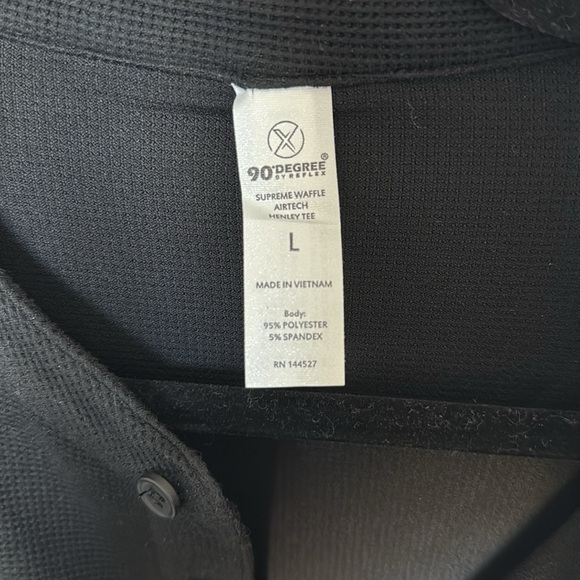 90°DEGREE®
BY REFLEX
SUPREME WAFFLE
AIRTECH
HENLEY TEE
L
MADE IN VIETNAM
Body:
95% POLYESTER
5% SPANDEX
RN 144527